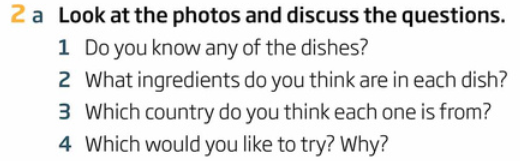 2 a Look at the photos and discuss the questions.
1 Do you know any of the dishes?
2 What ingredients do you think are in each dish?
3 Which country do you think each one is from?
4 Which would you like to try? Why?